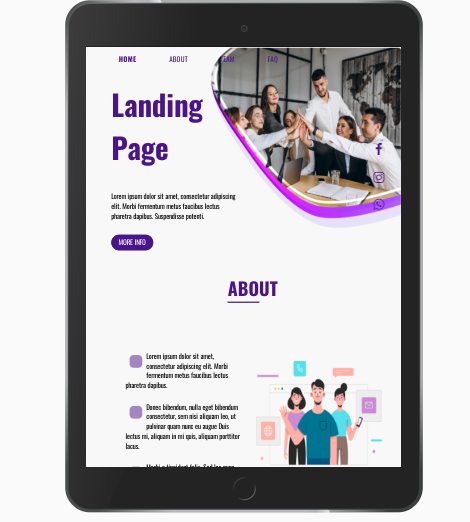 HOME ABOUT TEAM FAQ
Landing
Page
Lorem ipsum dolor sit amet, consectetur adipiscing
elit. Morbi fermentum metus faucibus lectus
pharetra dapibus. Suspendisse potenti.
MORE INFO
ABOUT
Lorem ipsum dolor sit amet,
consectetur adipiscing elit. Morbi
fermentum metus faucibus lectus
pharetra dapibus.
Donec bibendum, nulla eget bibendum
consectetur, sem nisi aliquam leo, ut
pulvinar quam nunc eu augue Duis
lectus mi, aliquam in mi quis, aliquam porttitor
lacus.